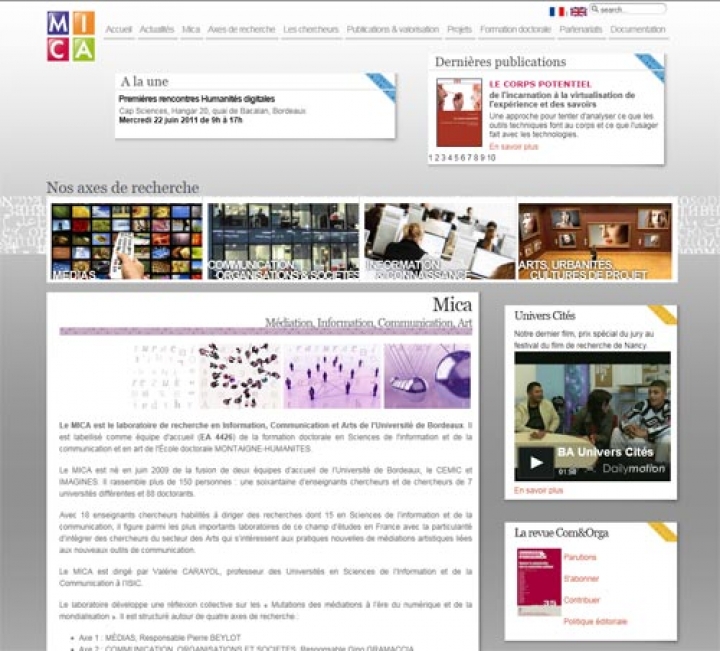 search...
M I
C A
Accueil Actualités Mica Axes de recherche Les chercheurs Publications & valorisation Projets Formation doctorale Partenariats Documentation
A la une
Premières rencontres Humanités digitales
Cap Sciences, Hangar 20, quai de Bacalan, Bordeaux
Mercredi 22 juin 2011 de 9h à 17h
Dernières publications
LE CORPS POTENTIEL
de l'incarnation à la virtualisation de
l'expérience et des savoirs
Une approche pour tenter d'analyser ce que les
outils techniques font au corps et ce que l'usager
fait avec les technologies.
En savoir plus
1 2 3 4 5 6 7 8 9 10
Nos axes de recherche
MÉDIAS
COMMUNICATION,
ORGANISATIONS & SOCIETES
INFORMATION
& CONNAISSANCE
ARTS, URBANITES,
CULTURES DE PROJET
Mica
Médiation, Information, Communication, Art
Le MICA est le laboratoire de recherche en Information, Communication et Arts de l'Université de Bordeaux. Il
est labellisé comme équipe d'accueil (EA 4426) de la formation doctorale en Sciences de l'information et de la
communication et en art de l'École doctorale MONTAIGNE-HUMANITES.
Le MICA est né en juin 2009 de la fusion de deux équipes d'accueil de l'Université de Bordeaux, le CEMIC et
IMAGINES. Il rassemble plus de 150 personnes : une soixantaine d'enseignants chercheurs et de chercheurs de 7
universités différentes et 88 doctorants.
Avec 18 enseignants chercheurs habilités à diriger des recherches dont 15 en Sciences de l'information et de la
communication, il figure parmi les plus importants laboratoires de ce champ d'études en France avec la particularité
d'intégrer des chercheurs du secteur des Arts qui s'intéressent aux pratiques nouvelles de médiations artistiques liées
aux nouveaux outils de communication.
Le MICA est dirigé par Valérie CARAYOL, professeur des Universités en Sciences de l'Information et de la
Communication à l'ISIC.
Le laboratoire développe une réflexion collective sur les « Mutations des médiations à l'ère du numérique et de la
mondialisation ». Il est structuré autour de quatre axes de recherche :
• Axe 1 : MÉDIAS, Responsable Pierre BEYLOT
• Axe 2 : COMMUNICATION, ORGANISATIONS ET SOCIETES, Responsable Gino GRAMACCIA
Univers Cités
Notre dernier film, prix spécial du jury au
festival du film de recherche de Nancy.
BA Univers Cités
01:58
Dailymotion
En savoir plus
La revue Com&Orga
Parutions
S'abonner
Contribuer
Politique éditoriale